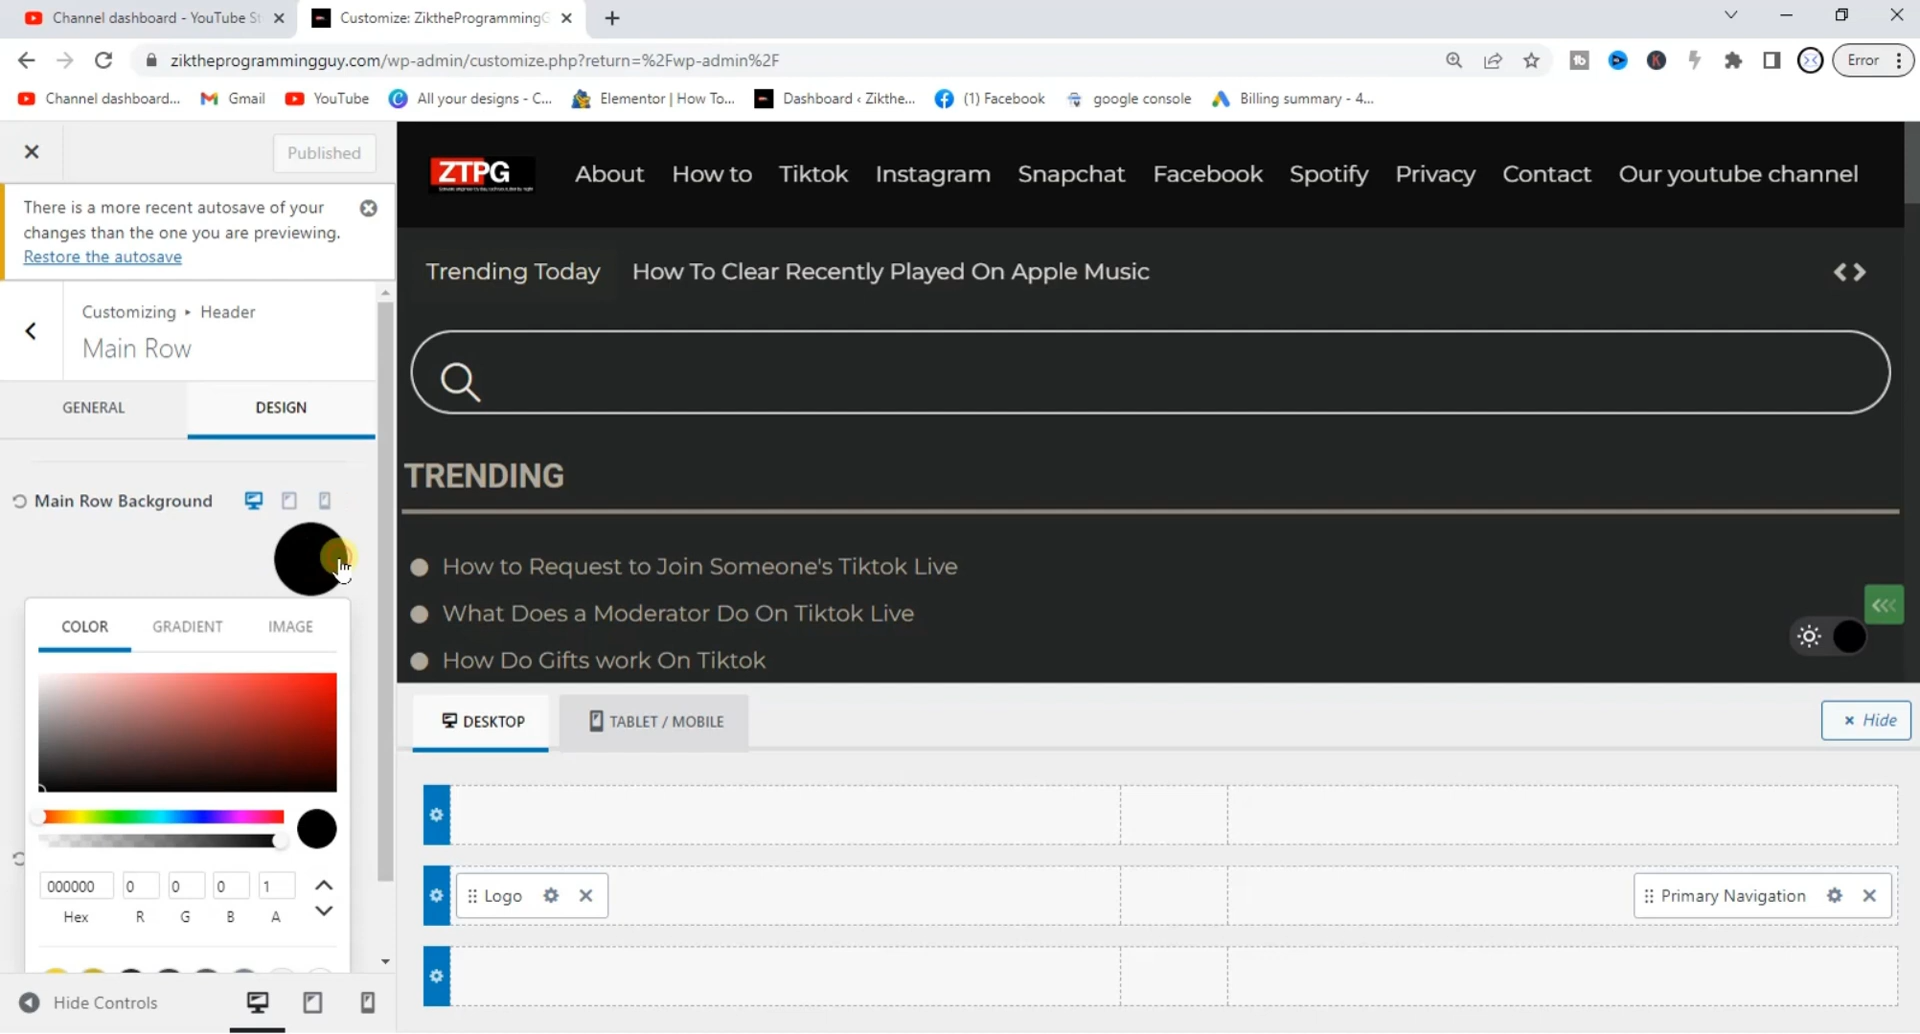 Channel dashboard - YouTube St
Customize: ZiktheProgrammingG
ziktheprogrammingguy.com/wp-admin/customize.php?return=%2Fwp-admin%2F
Error
Channel dashboard...
Gmail
YouTube
All your designs - C...
Elementor | How To...
Dashboard ‹ Zikthe...
(1) Facebook
google console
Billing summary - 4...
Published
There is a more recent autosave of your
changes than the one you are previewing.
Restore the autosave
Customizing ▸ Header
Main Row
GENERAL
DESIGN
Main Row Background
COLOR
GRADIENT
IMAGE
000000
0
0
0
1
Hex
R
G
B
A
Hide Controls
ZTPG
About
How to
Tiktok
Instagram
Snapchat
Facebook
Spotify
Privacy
Contact
Our youtube channel
Trending Today
How To Clear Recently Played On Apple Music
TRENDING
How to Request to Join Someone's Tiktok Live
What Does a Moderator Do On Tiktok Live
How Do Gifts work On Tiktok
DESKTOP
TABLET / MOBILE
× Hide
Logo
Primary Navigation